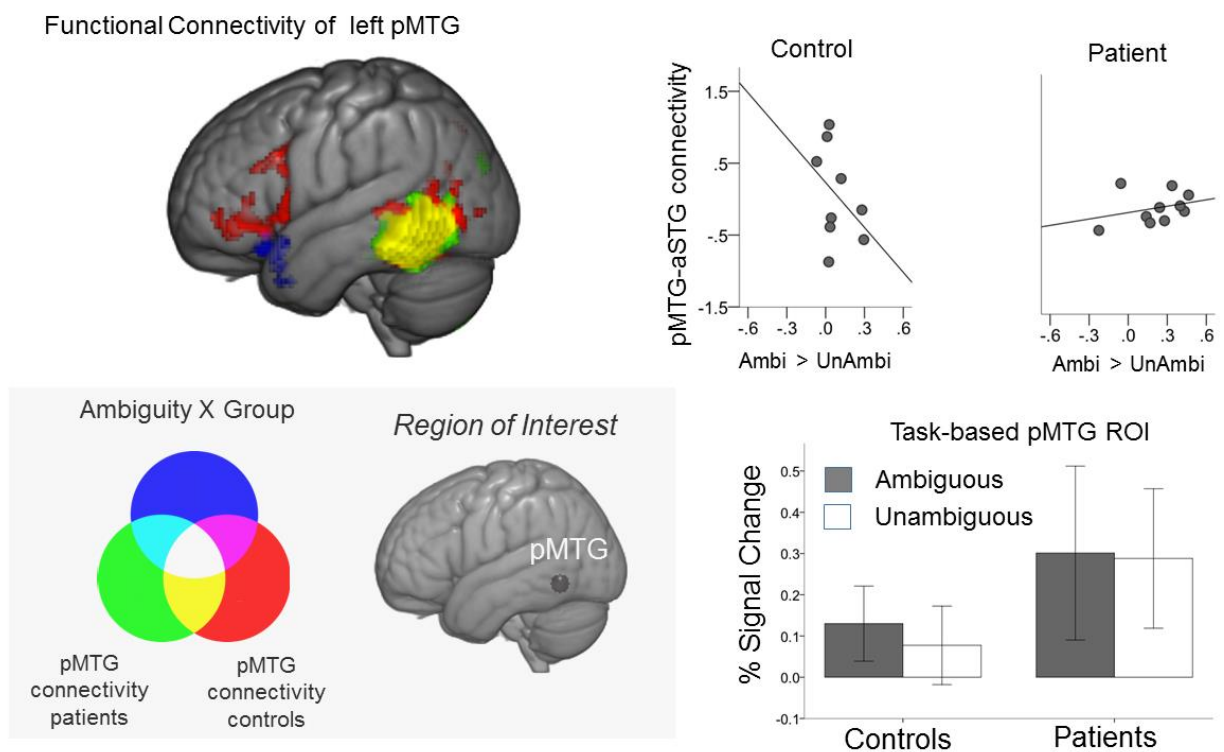 Functional Connectivity of left pMTG
Control
Patient
pMTG-aSTG connectivity
1.5
.5
-.5
-1.5
-.6 -.3 .0 .3 .6
Ambi > UnAmbi
-.6 -.3 .0 .3 .6
Ambi > UnAmbi
Ambiguity X Group
pMTG
connectivity
patients
pMTG
connectivity
controls
Region of Interest
pMTG
Task-based pMTG ROI
Ambiguous
Unambiguous
% Signal Change
0.5
0.4
0.3
0.2
0.1
0.0
-0.1
Controls
Patients